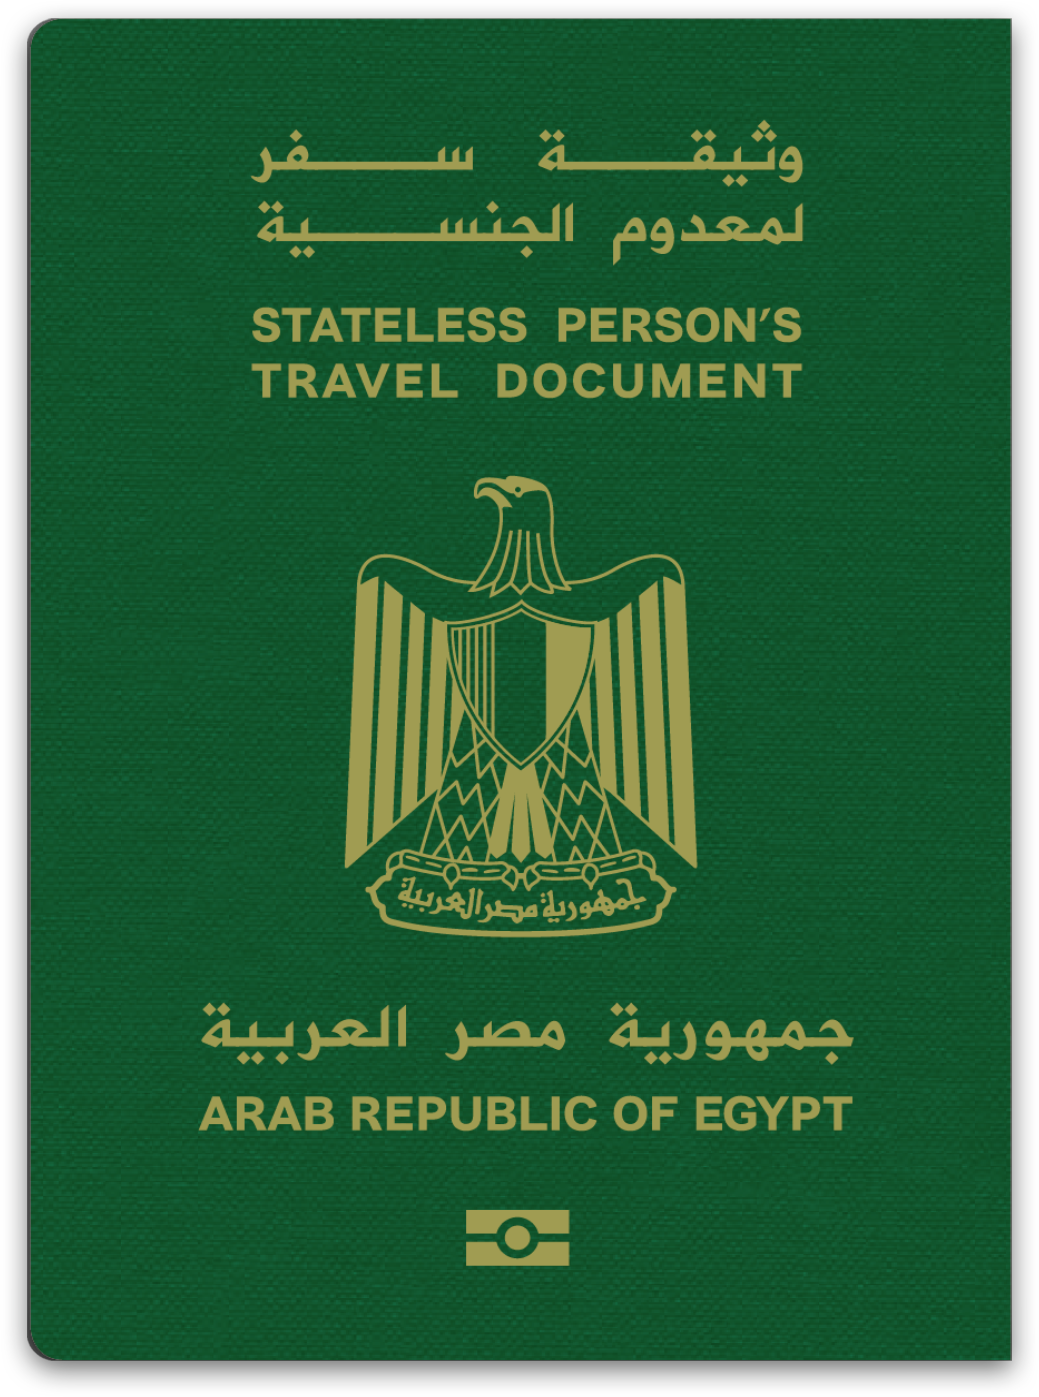 وثيقة سفر
لمعدوم الجنسية
STATELESS PERSON′S
TRAVEL DOCUMENT
جمهورية مصر العربية
جمهورية مصر العربية
ARAB REPUBLIC OF EGYPT